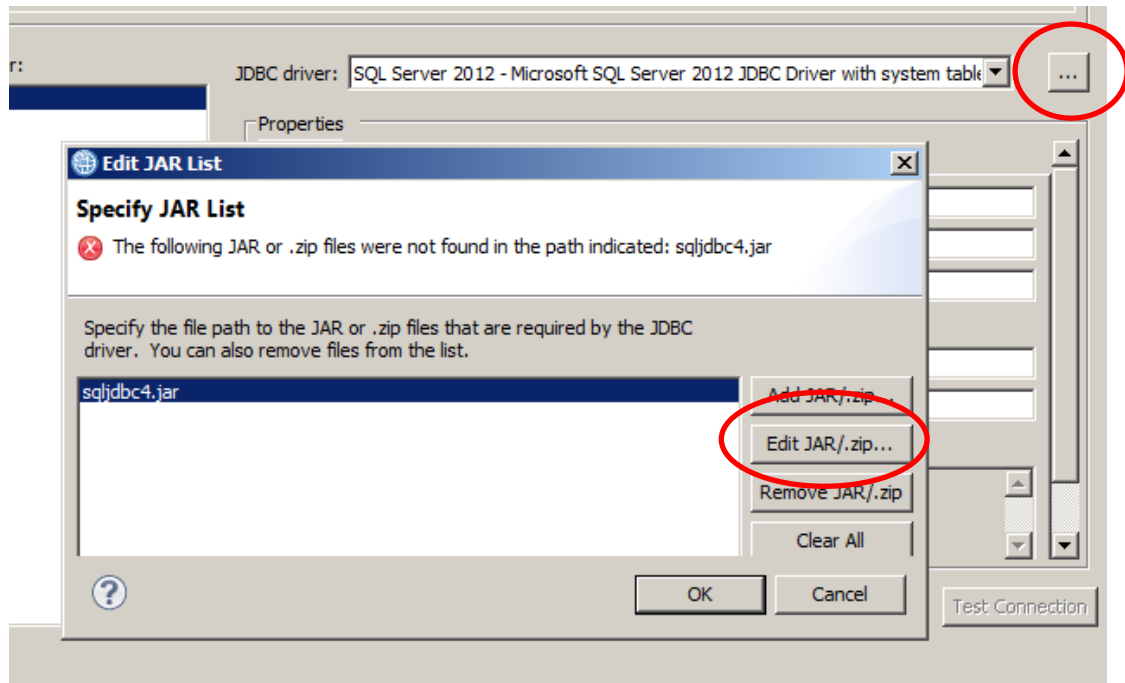 r:
JDBC driver: SQL Server 2012 - Microsoft SQL Server 2012 JDBC Driver with system table ...
Properties
Edit JAR List
Specify JAR List
The following JAR or .zip files were not found in the path indicated: sqljdbc4.jar
Specify the file path to the JAR or .zip files that are required by the JDBC
driver. You can also remove files from the list.
sqljdbc4.jar
Add JAR/.zip...
Edit JAR/.zip...
Remove JAR/.zip
Clear All
?
OK Cancel
Test Connection